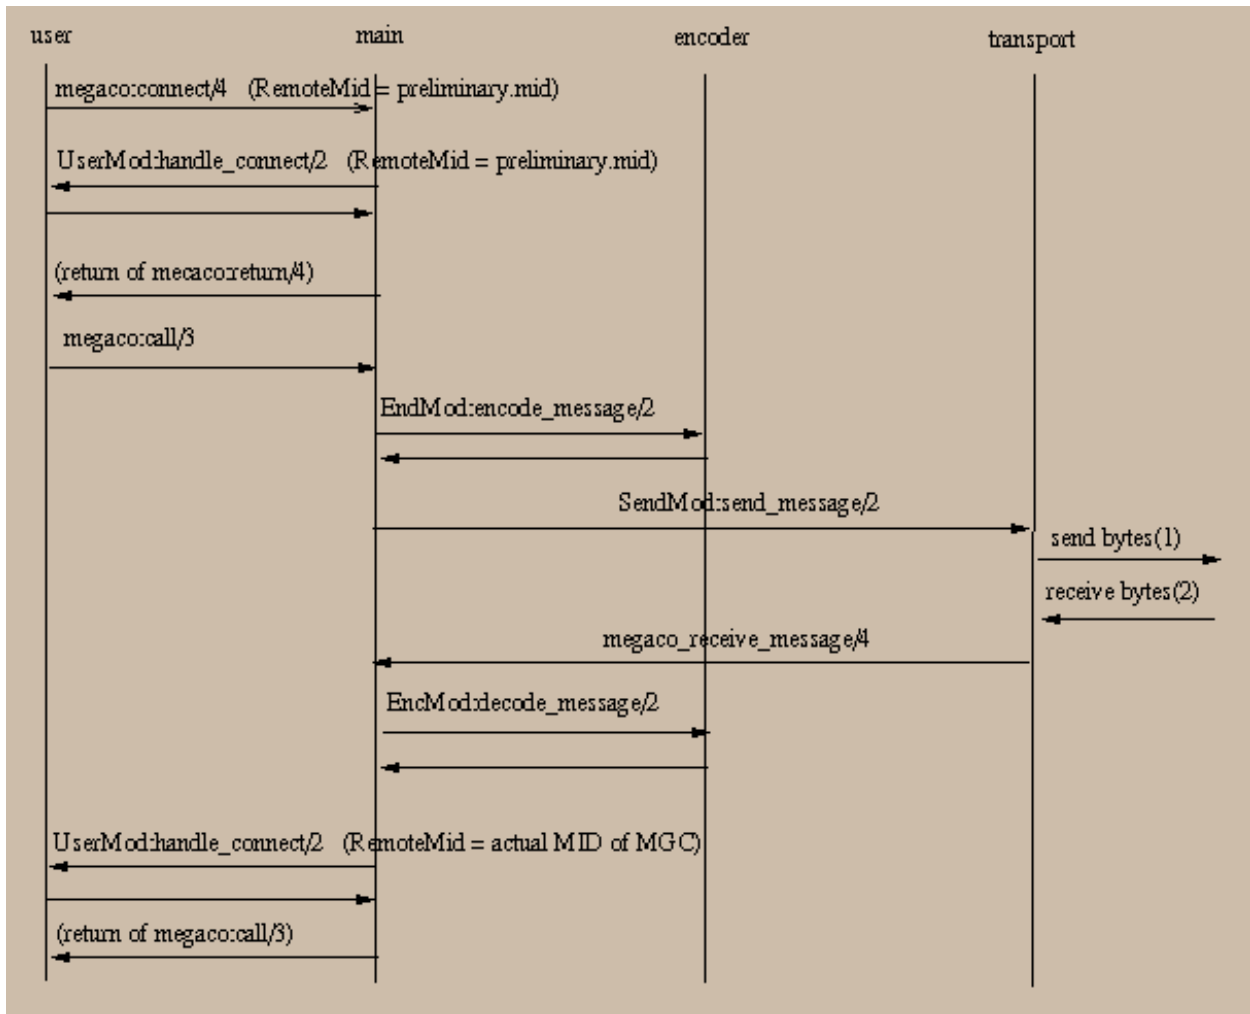 user main encoder transport
megaco:connect/4 (RemoteMid = preliminary.mid)
UserMod:handle_connect/2 (RemoteMid = preliminary.mid)
(return of mecaco:return/4)
megaco:call/3
EndMod:encode_message/2
SendMod:send_message/2
send bytes(1)
receive bytes(2)
megaco_receive_message/4
EncMod:decode_message/2
UserMod:handle_connect/2 (RemoteMid = actual MID of MGC)
(return of megaco:call/3)